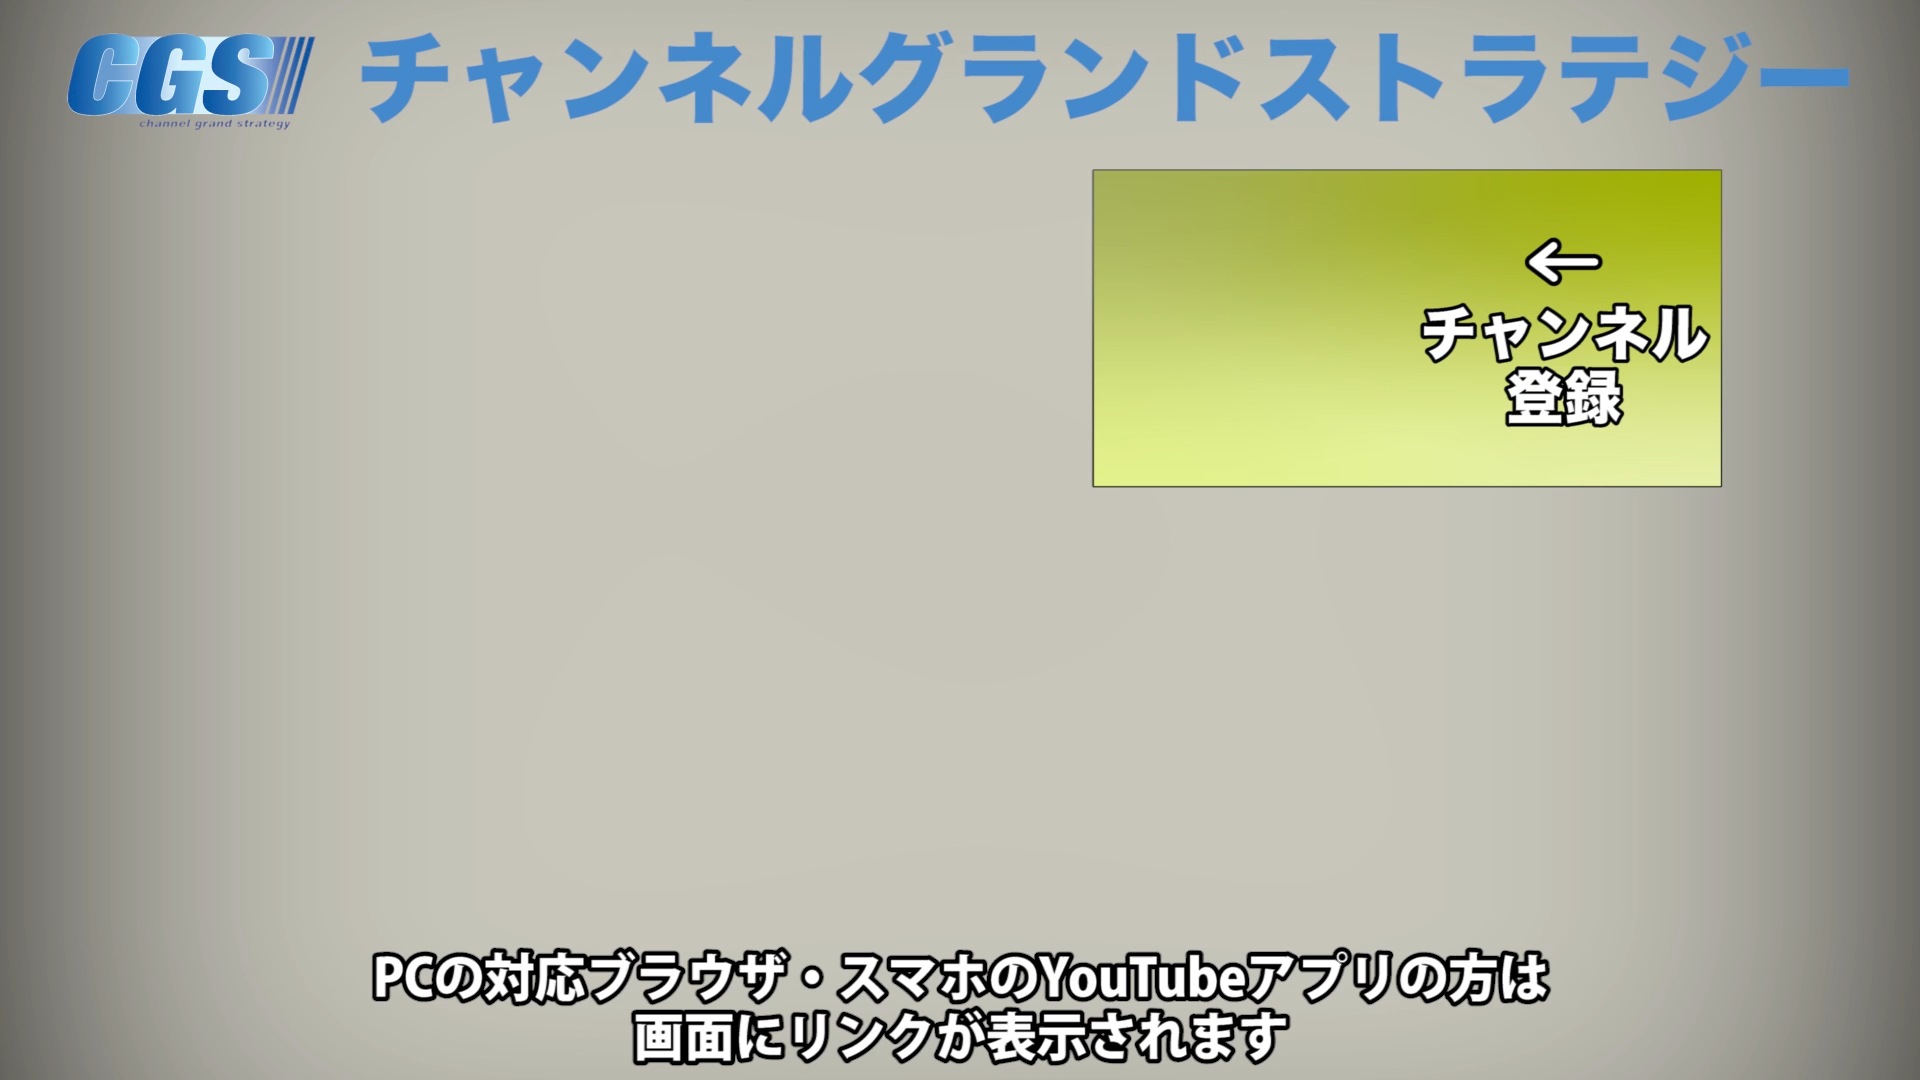 CGS
channel grand strategy
チャンネルグランドストラテジー
←
チャンネル
登録
PCの対応ブラウザ・スマホのYouTubeアプリの方は
画面にリンクが表示されます